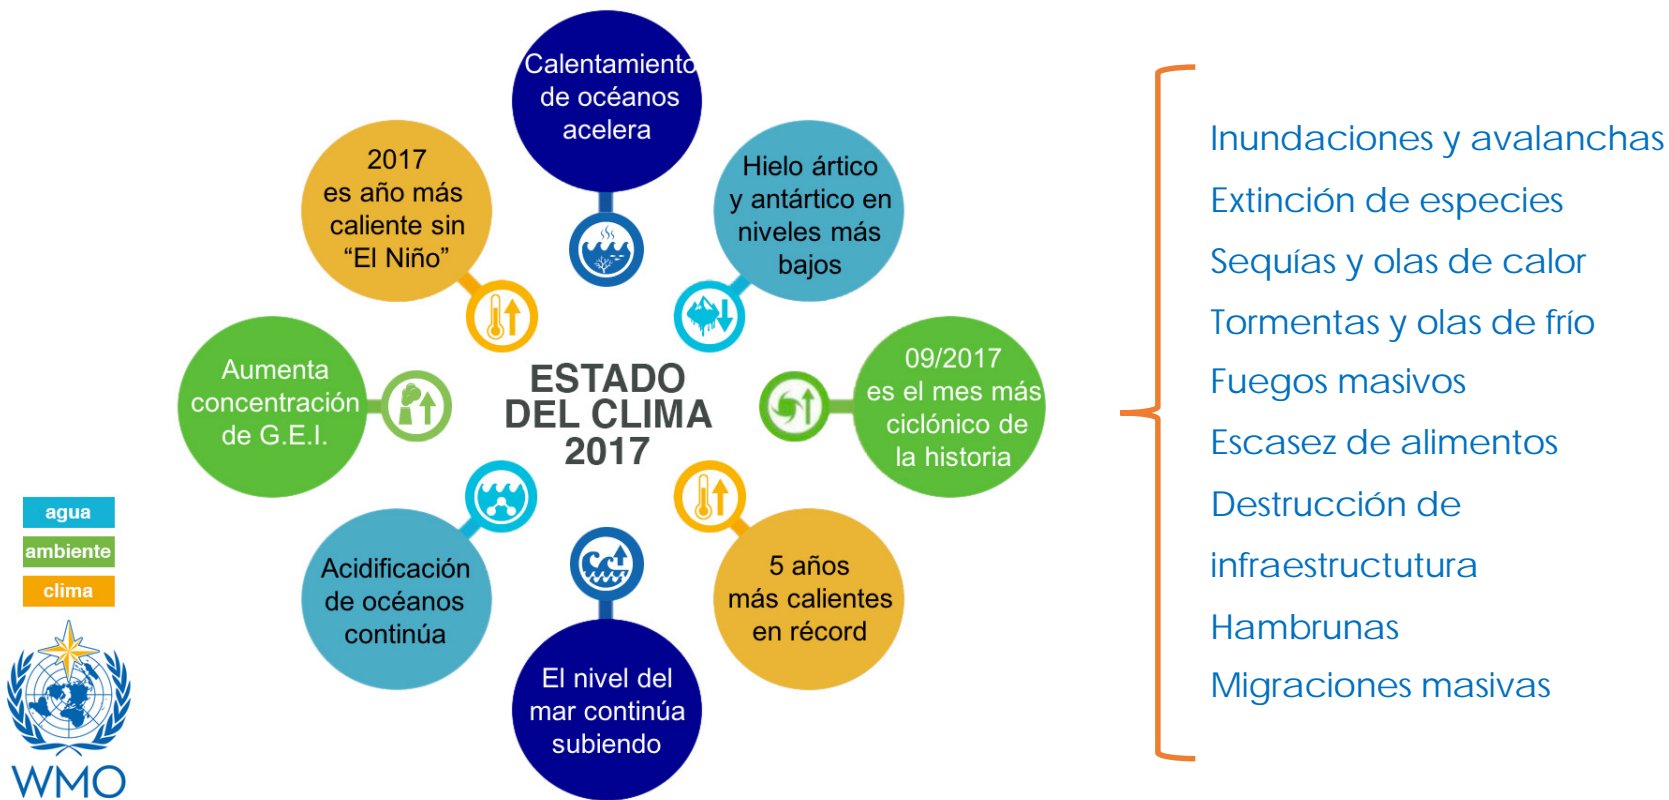 Calentamiento
de océanos
acelera
Hielo ártico
y antártico en
niveles más
bajos
09/2017
es el mes más
ciclónico de
la historia
5 años
más calientes
en récord
El nivel del
mar continúa
subiendo
Acidificación
de océanos
continúa
Aumenta
concentración
de G.E.I.
2017
es año más
caliente sin
“El Niño”
ESTADO
DEL CLIMA
2017
agua
ambiente
clima
WMO
Inundaciones y avalanchas
Extinción de especies
Sequías y olas de calor
Tormentas y olas de frío
Fuegos masivos
Escasez de alimentos
Destrucción de
infraestructutura
Hambrunas
Migraciones masivas